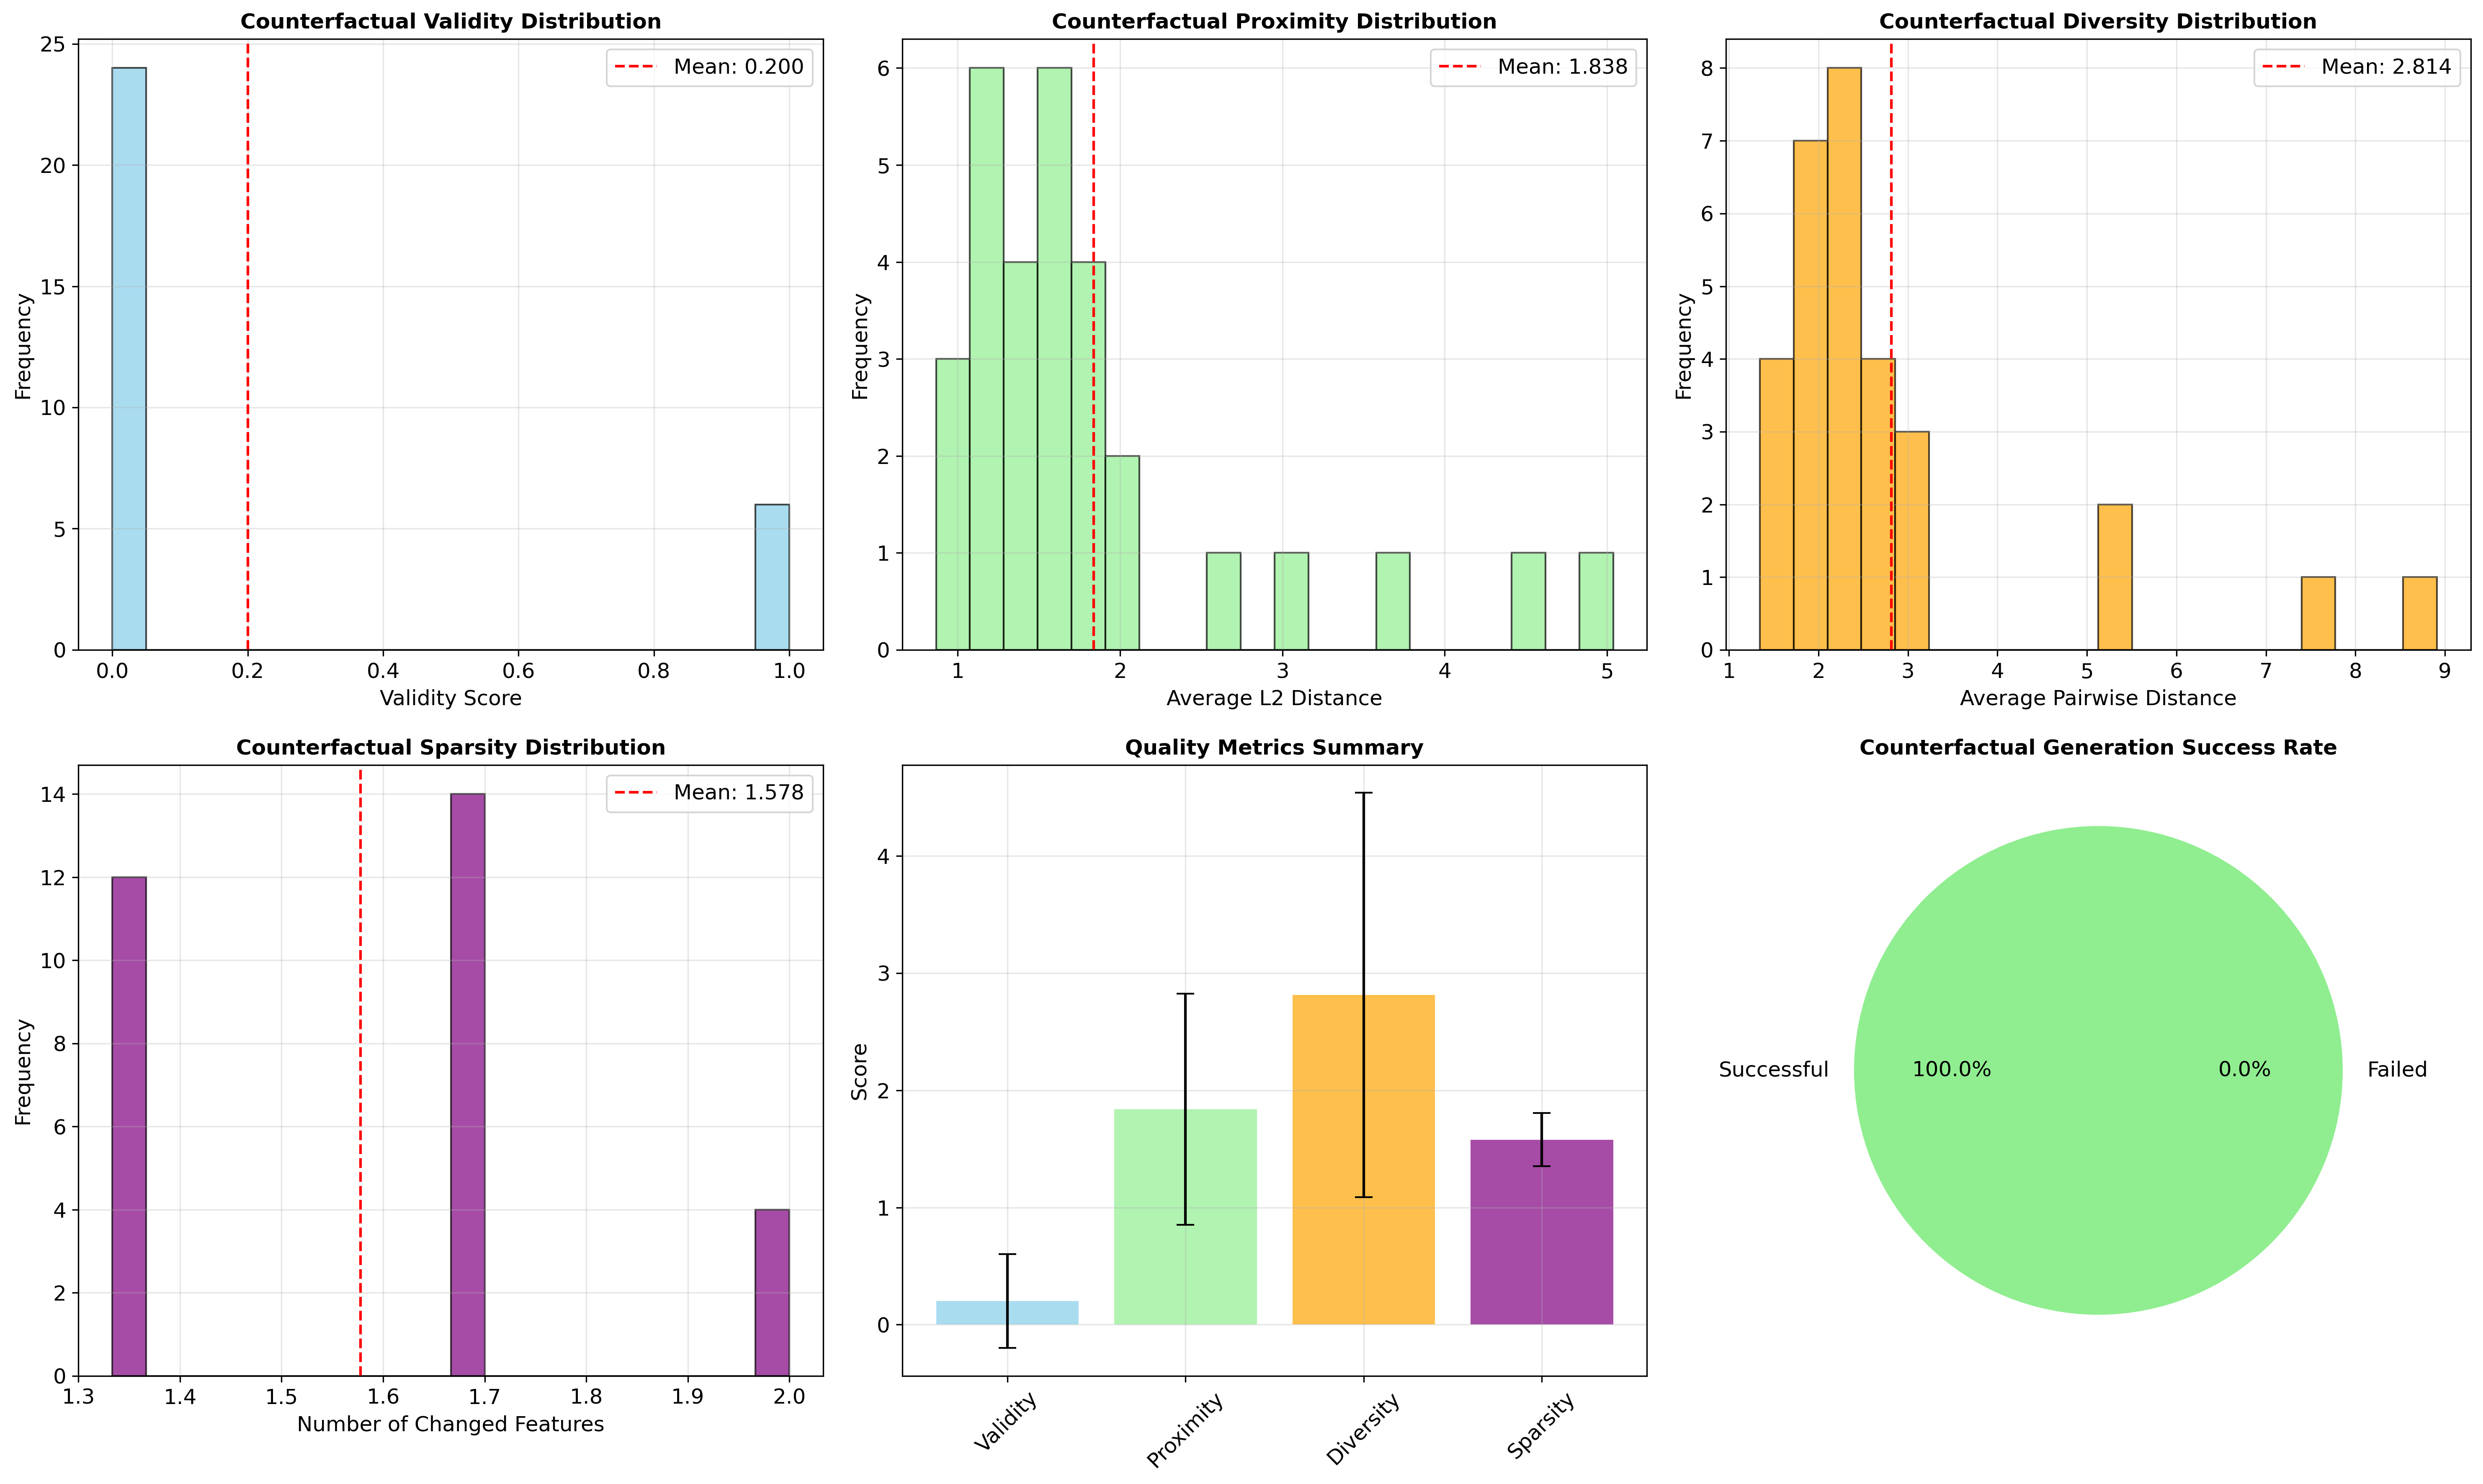 Counterfactual Validity Distribution
25
20
15
10
5
0
Frequency
Mean: 0.200
0.0 0.2 0.4 0.6 0.8 1.0
Validity Score
Counterfactual Proximity Distribution
6
5
4
3
2
1
0
Frequency
Mean: 1.838
1 2 3 4 5
Average L2 Distance
Counterfactual Diversity Distribution
8
7
6
5
4
3
2
1
0
Frequency
Mean: 2.814
1 2 3 4 5 6 7 8 9
Average Pairwise Distance
Counterfactual Sparsity Distribution
14
12
10
8
6
4
2
0
Frequency
Mean: 1.578
1.3 1.4 1.5 1.6 1.7 1.8 1.9 2.0
Number of Changed Features
Quality Metrics Summary
4
3
2
1
0
Score
Validity
Proximity
Diversity
Sparsity
Counterfactual Generation Success Rate
Successful 100.0% 0.0% Failed